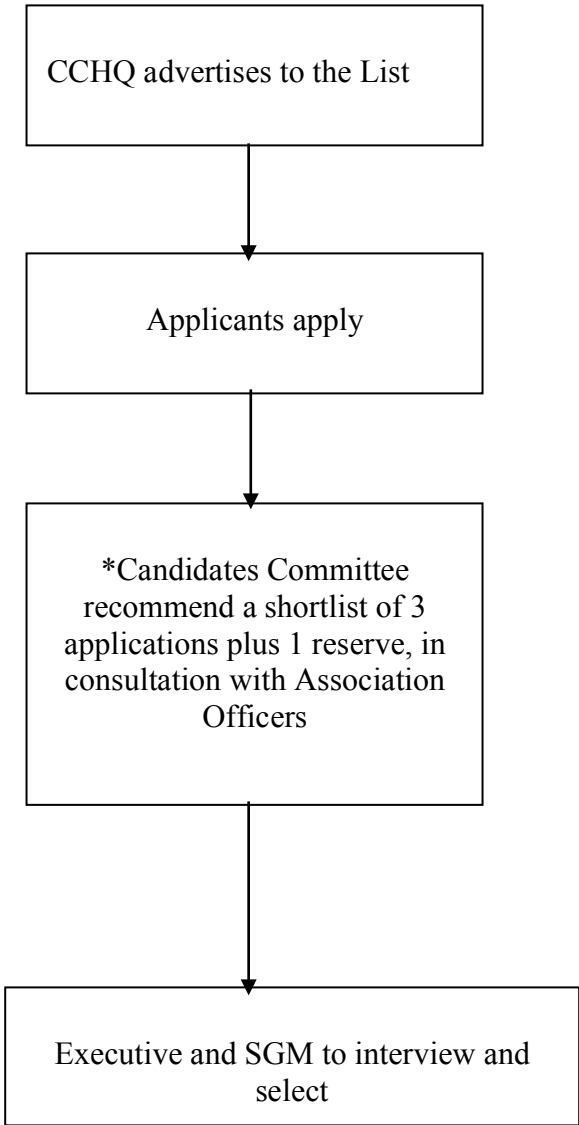 CCHQ advertises to the List
Applicants apply
*Candidates Committee
recommend a shortlist of 3
applications plus 1 reserve, in
consultation with Association
Officers
Executive and SGM to interview and
select